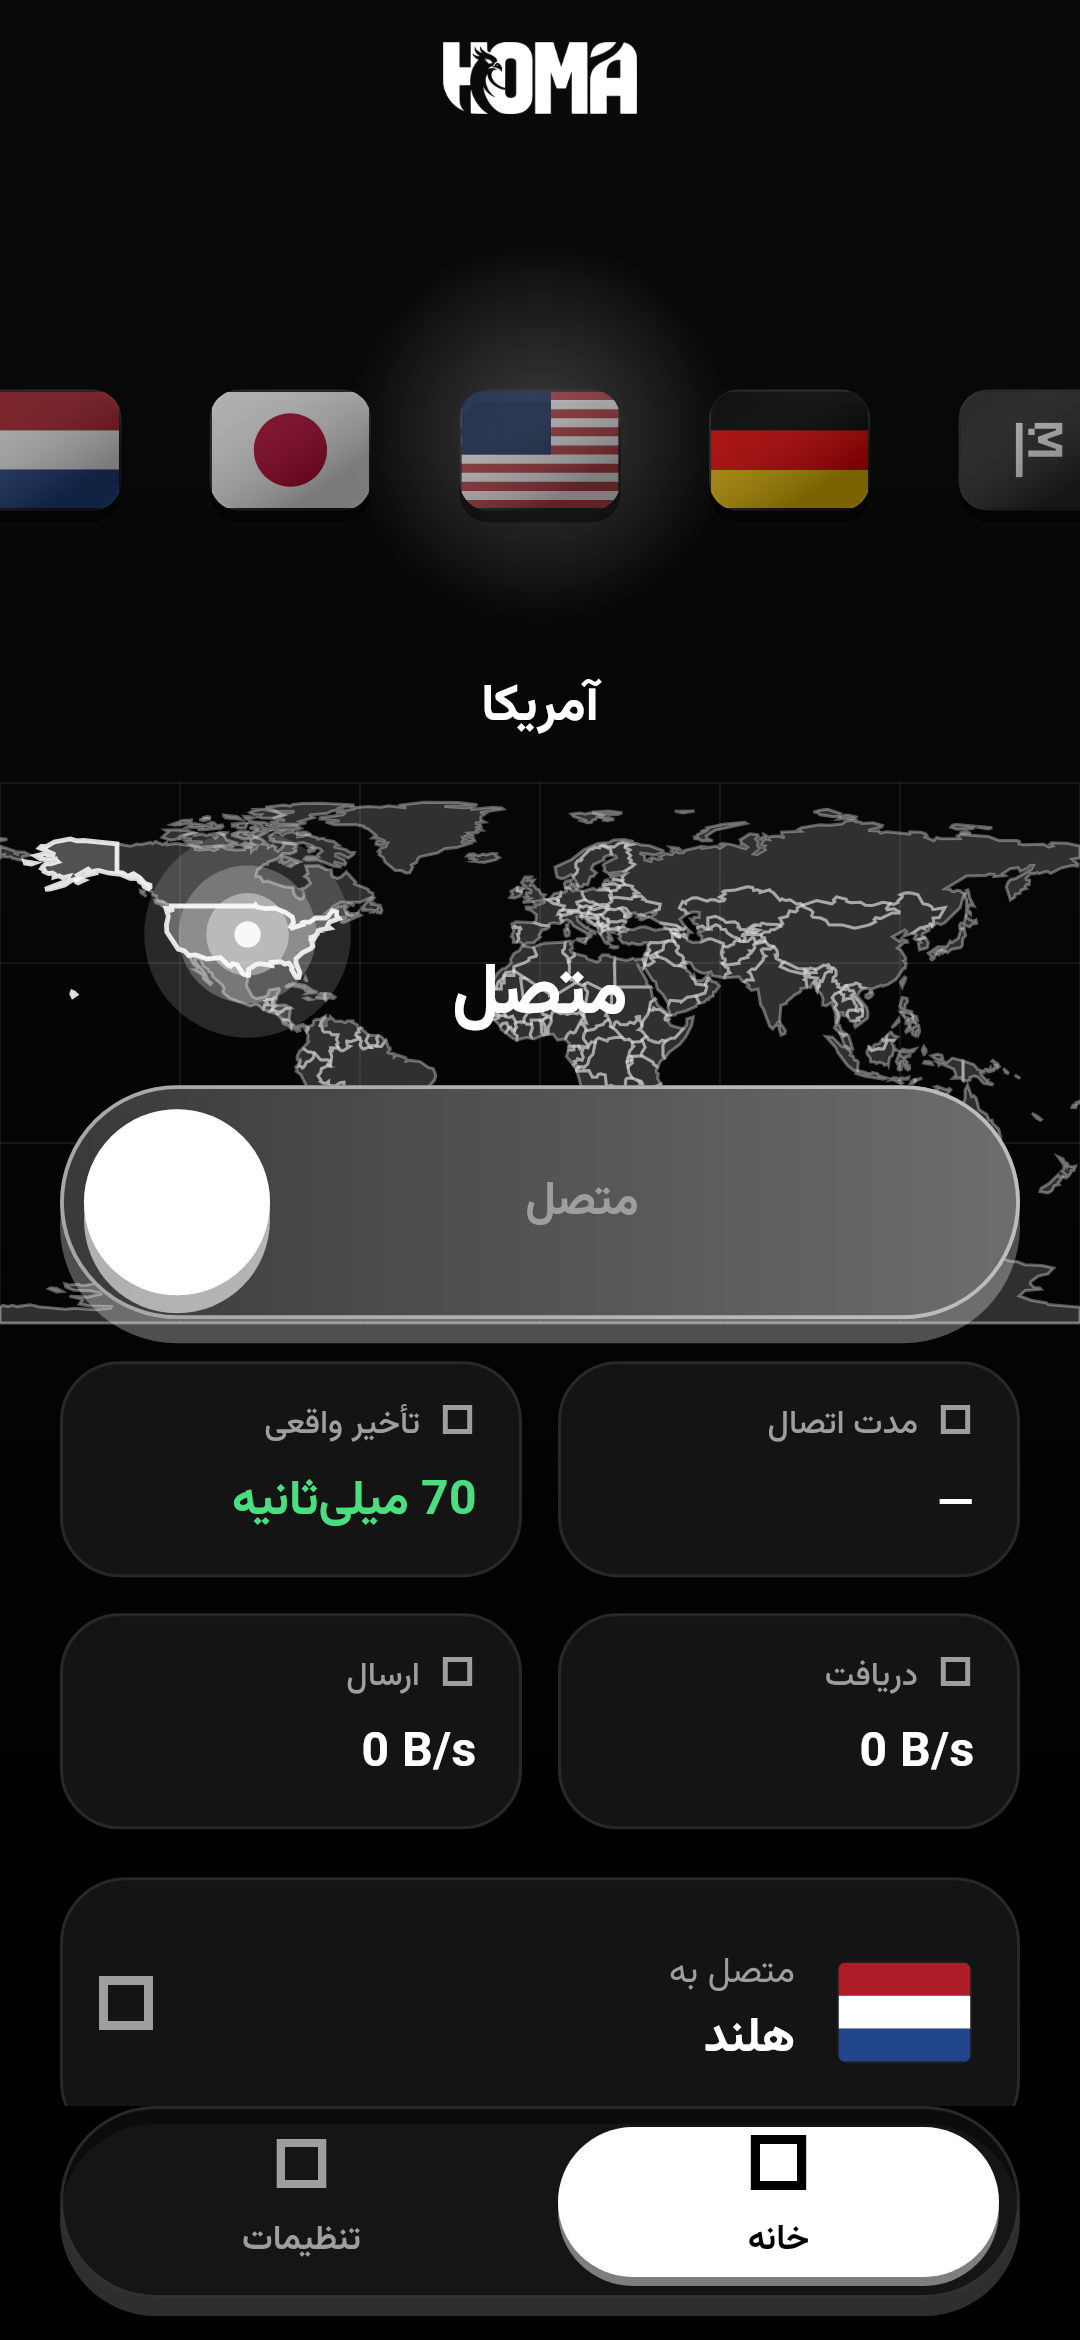 HOMA
آمریکا
متصل
متصل
مدت اتصال
—
تأخیر واقعی
70 میلی‌ثانیه
دریافت
0 B/s
ارسال
0 B/s
متصل به
هلند
خانه
تنظیمات